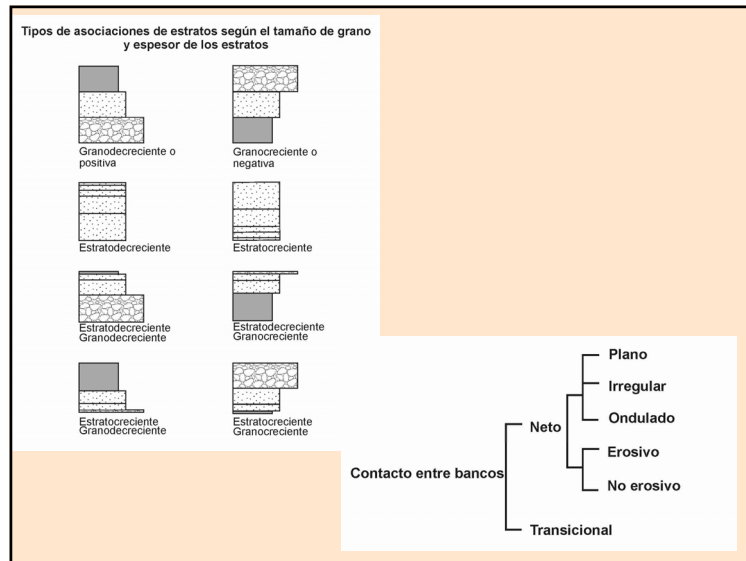 Tipos de asociaciones de estratos según el tamaño de grano
y espesor de los estratos
Granodecreciente o
positiva
Granocreciente o
negativa
Estratodecreciente
Estratocreciente
Estratodecreciente
Granodecreciente
Estratodecreciente
Granocreciente
Estratocreciente
Granodecreciente
Estratocreciente
Granocreciente
Contacto entre bancos
Neto
Plano
Irregular
Ondulado
Erosivo
No erosivo
Transicional